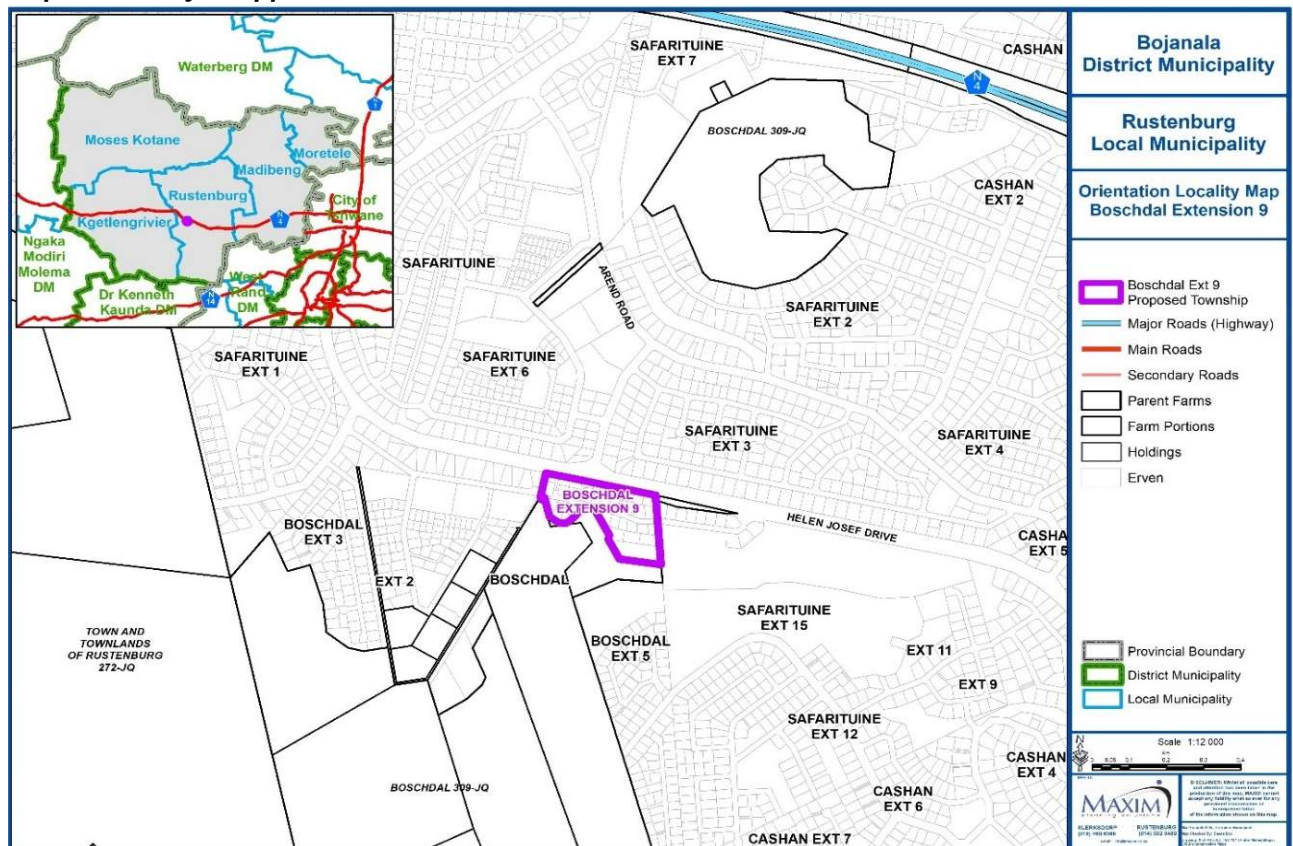 Waterberg DM
Moses Kotane
Moretele
Madibeng
Rustenburg
City of
Tshwane
Kgetlengrivier
N
4
Ngaka
Modiri
Molema
DM
West
Rand
DM
Dr Kenneth
Kaunda DM
N
14
SAFARITUINE
EXT 7
CASHAN
N
4
BOSCHDAL 309-JQ
CASHAN
EXT 2
SAFARITUINE
AREND ROAD
SAFARITUINE
EXT 2
SAFARITUINE
EXT 1
SAFARITUINE
EXT 6
SAFARITUINE
EXT 3
SAFARITUINE
EXT 4
BOSCHDAL
EXTENSION 9
HELEN JOSEF DRIVE
CASHA
EXT 5
BOSCHDAL
EXT 3
EXT 2
BOSCHDAL
SAFARITUINE
EXT 15
TOWN AND
TOWNLANDS
OF RUSTENBURG
272-JQ
BOSCHDAL
EXT 5
EXT 11
EXT 9
SAFARITUINE
EXT 12
CASHAN
EXT 4
BOSCHDAL 309-JQ
CASHAN
EXT 6
CASHAN EXT 7
Bojanala
District Municipality
Rustenburg
Local Municipality
Orientation Locality Map
Boschdal Extension 9
Boschdal Ext 9
Proposed Township
Major Roads (Highway)
Main Roads
Secondary Roads
Parent Farms
Farm Portions
Holdings
Erven
Provincial Boundary
District Municipality
Local Municipality
N
Scale 1:12 000
MAXIM
planning solutions
KLERKSDORP
RUSTENBURG